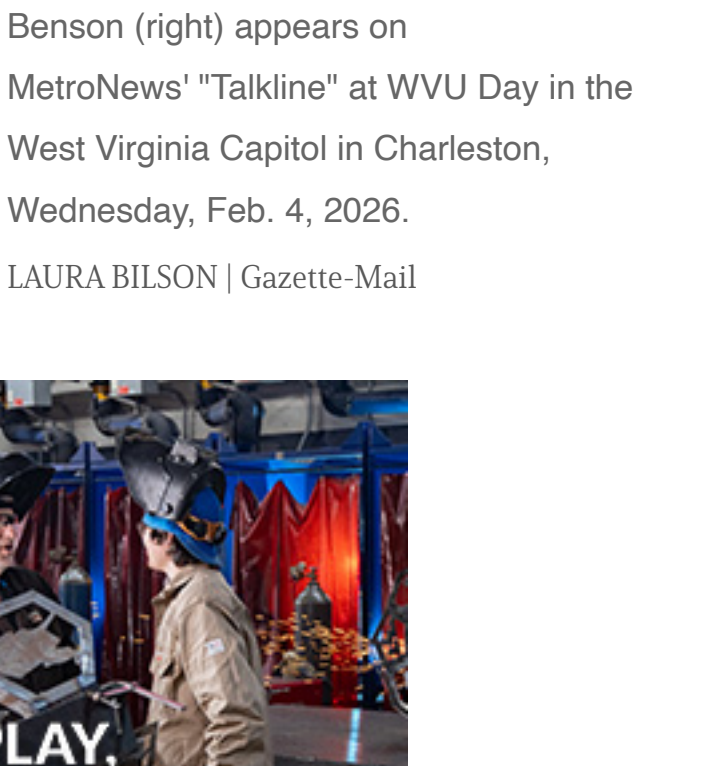 Benson (right) appears on
MetroNews' "Talkline" at WVU Day in the
West Virginia Capitol in Charleston,
Wednesday, Feb. 4, 2026.
LAURA BILSON | Gazette-Mail
PLAY,